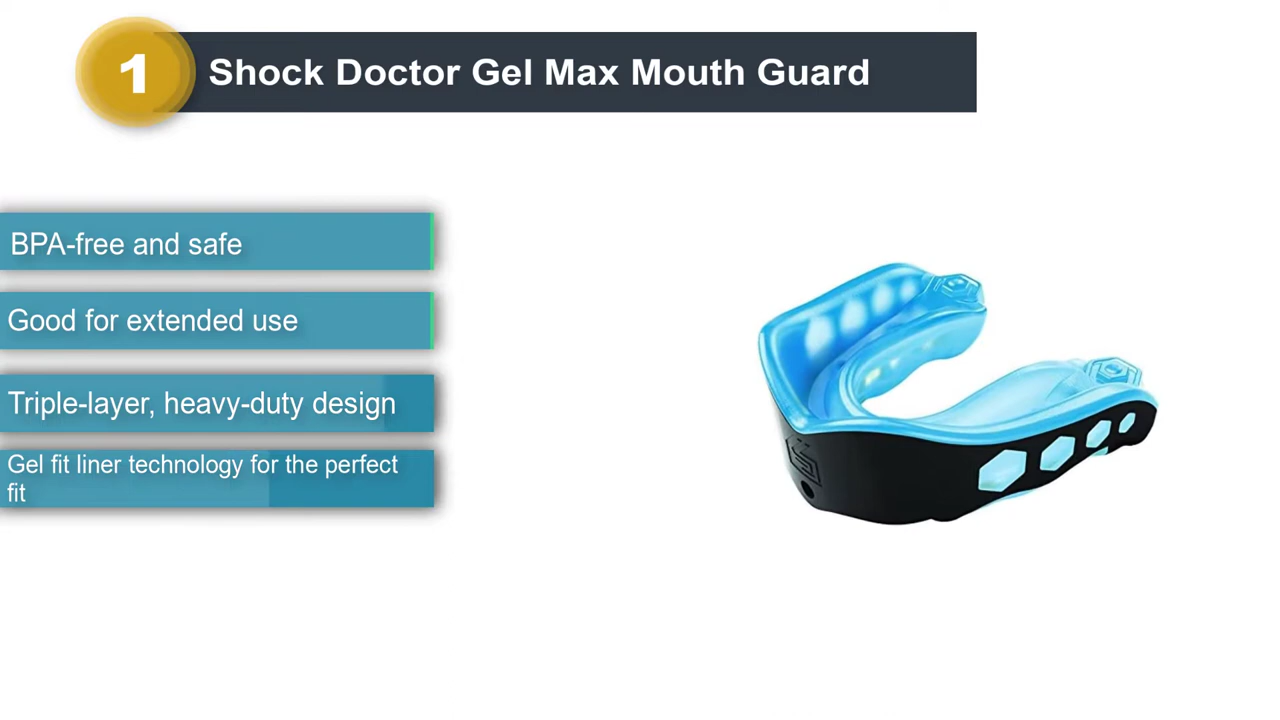 1
Shock Doctor Gel Max Mouth Guard
BPA-free and safe
Good for extended use
Triple-layer, heavy-duty design
Gel fit liner technology for the perfect
fit